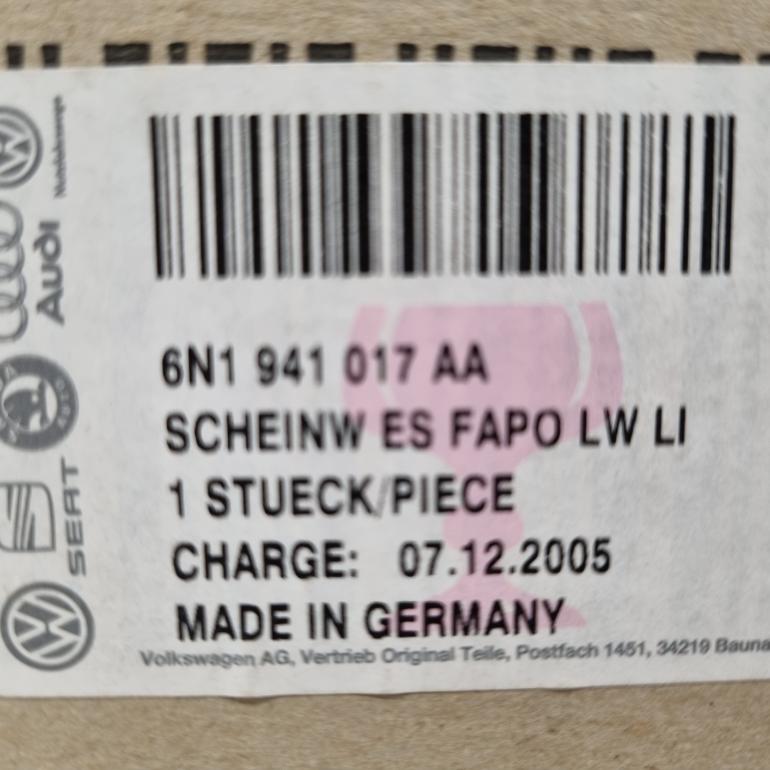 6N1 941 017 AA
SCHEINW ES FAPO LW LI
1 STUECK/PIECE
CHARGE: 07.12.2005
MADE IN GERMANY
Volkswagen AG, Vertrieb Original Teile, Postfach 1451, 34219 Bauna
Audi
SEAT